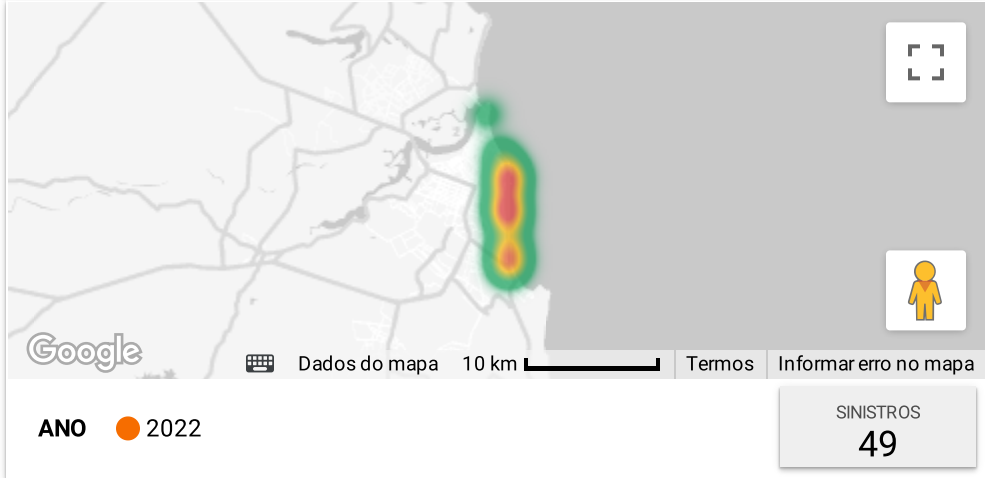 Google
Dados do mapa
10 km
Termos
Informar erro no mapa
ANO
2022
SINISTROS
49